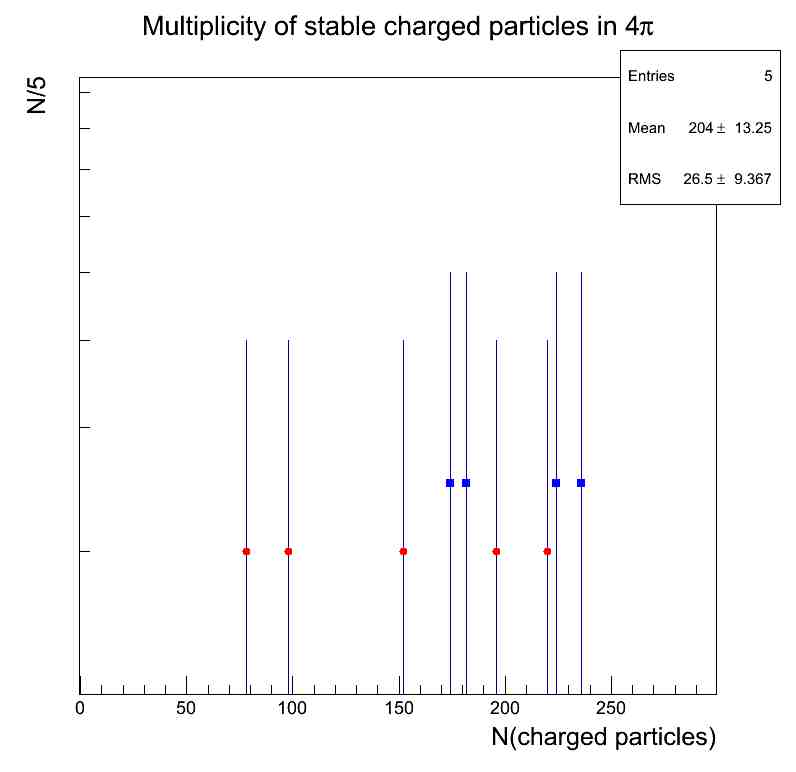 Multiplicity of stable charged particles in 4π
N/5
Entries 5
Mean 204 ± 13.25
RMS 26.5 ± 9.367
0 50 100 150 200 250
N(charged particles)